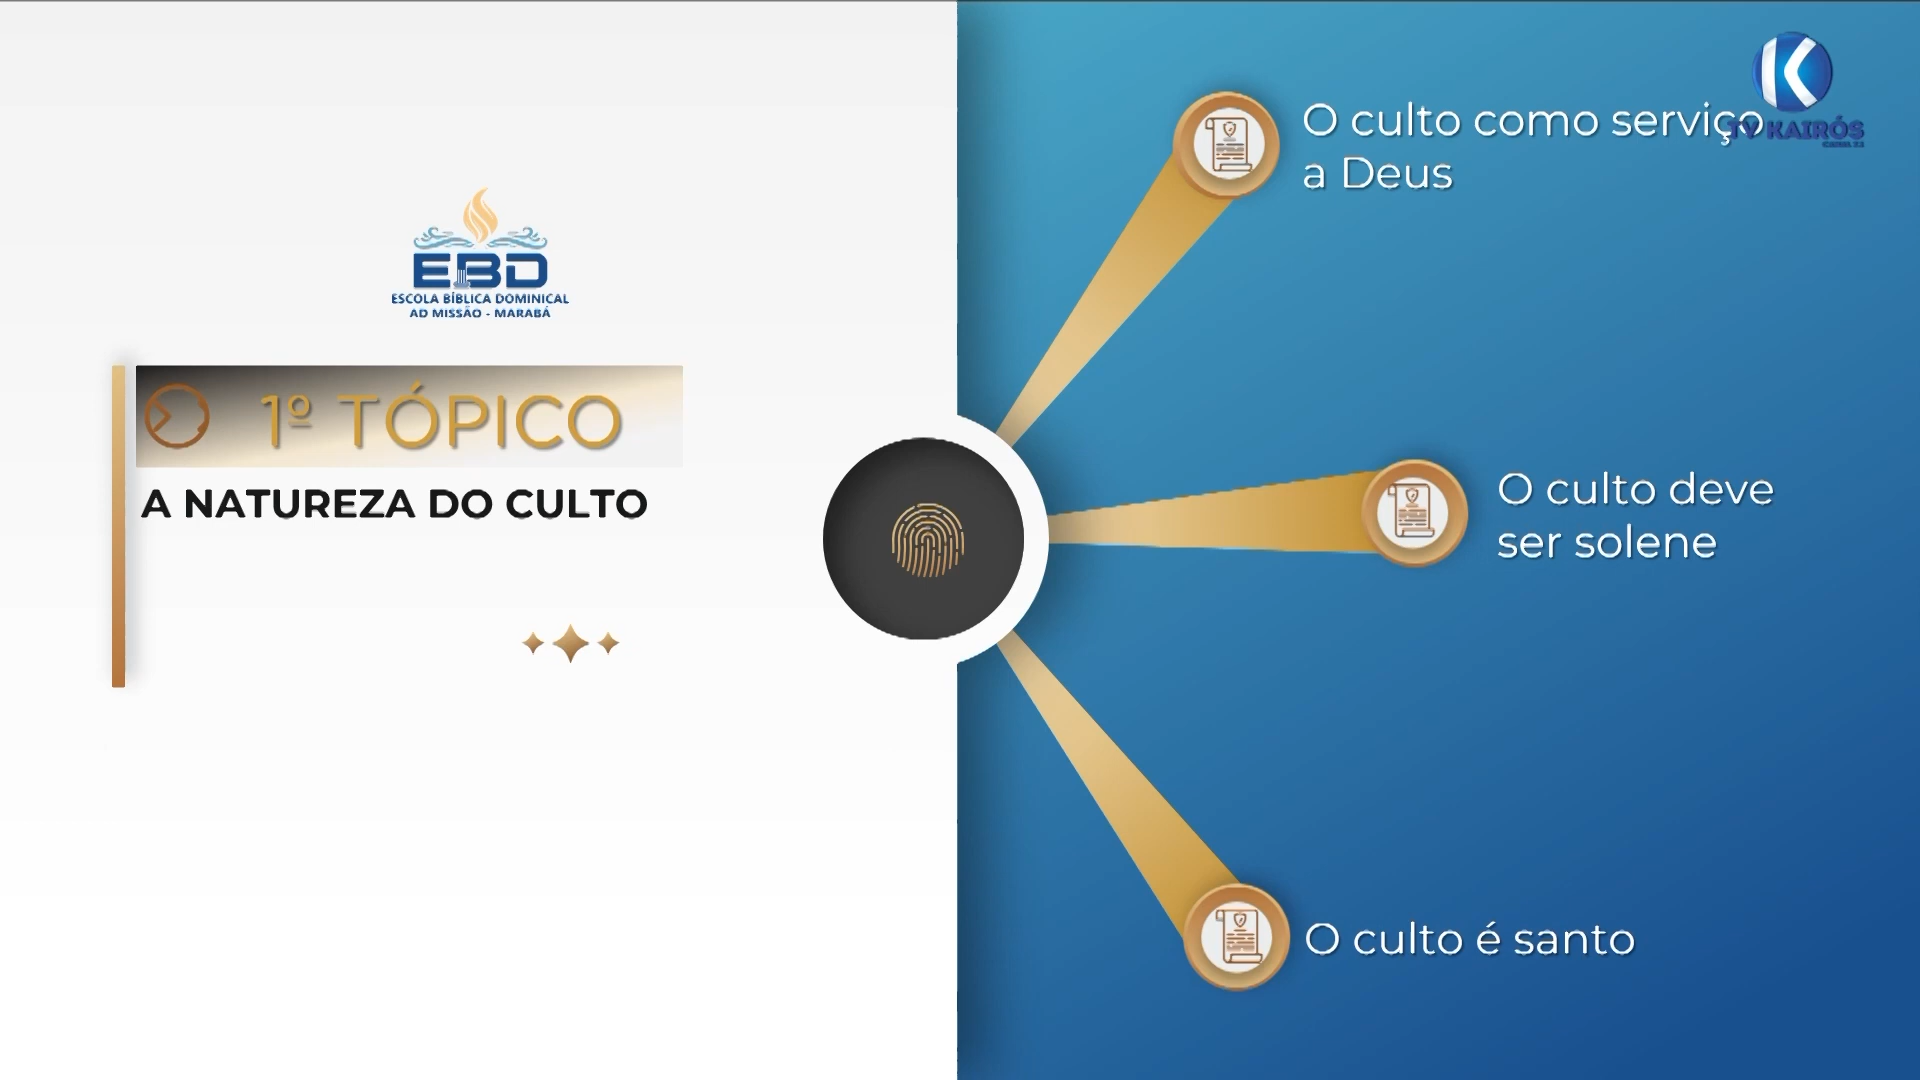 EBD
ESCOLA BÍBLICA DOMINICAL
AD MISSÃO - MARABÁ
1º TÓPICO
A NATUREZA DO CULTO
O culto como serviço
a Deus
O culto deve
ser solene
O culto é santo
K
TV KAIRÓS